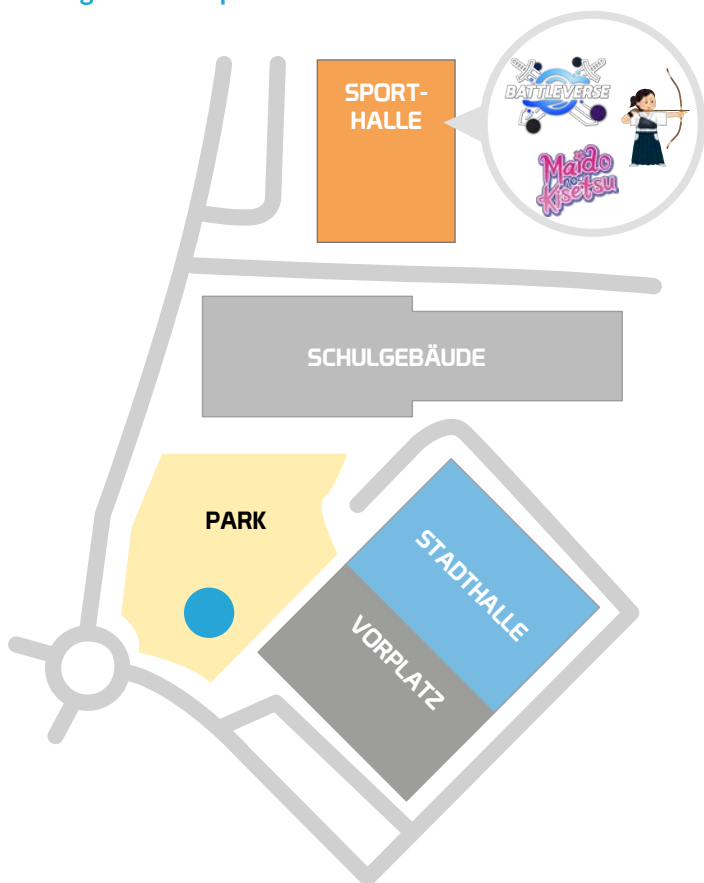 SPORT-
HALLE
BATTLEVERSE
Maido
no
Kisetsu
SCHULGEBÄUDE
PARK
STADTHALLE
VORPLATZ